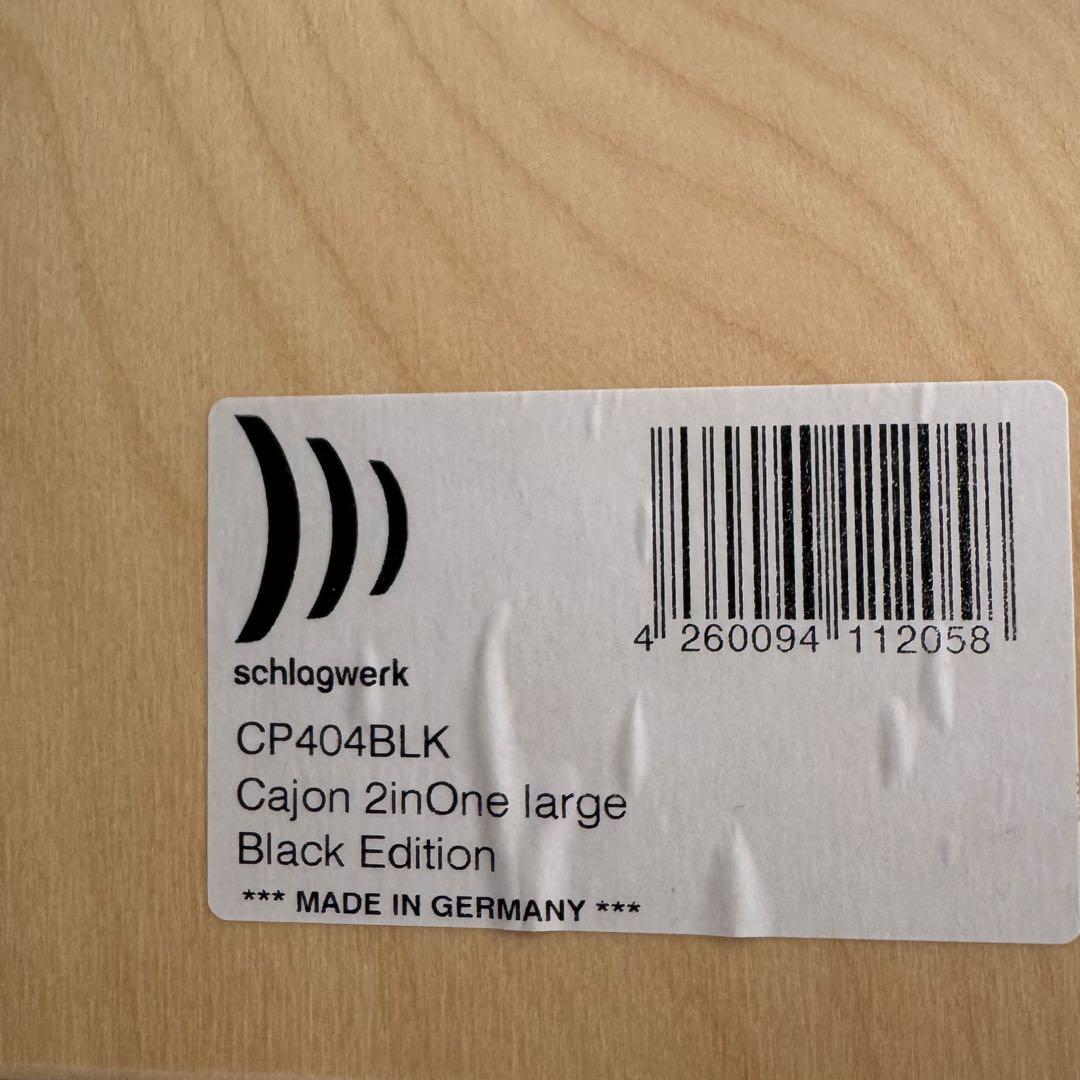 schlagwerk
4 260094 112058
CP404BLK
Cajon 2inOne large
Black Edition
*** MADE IN GERMANY ***